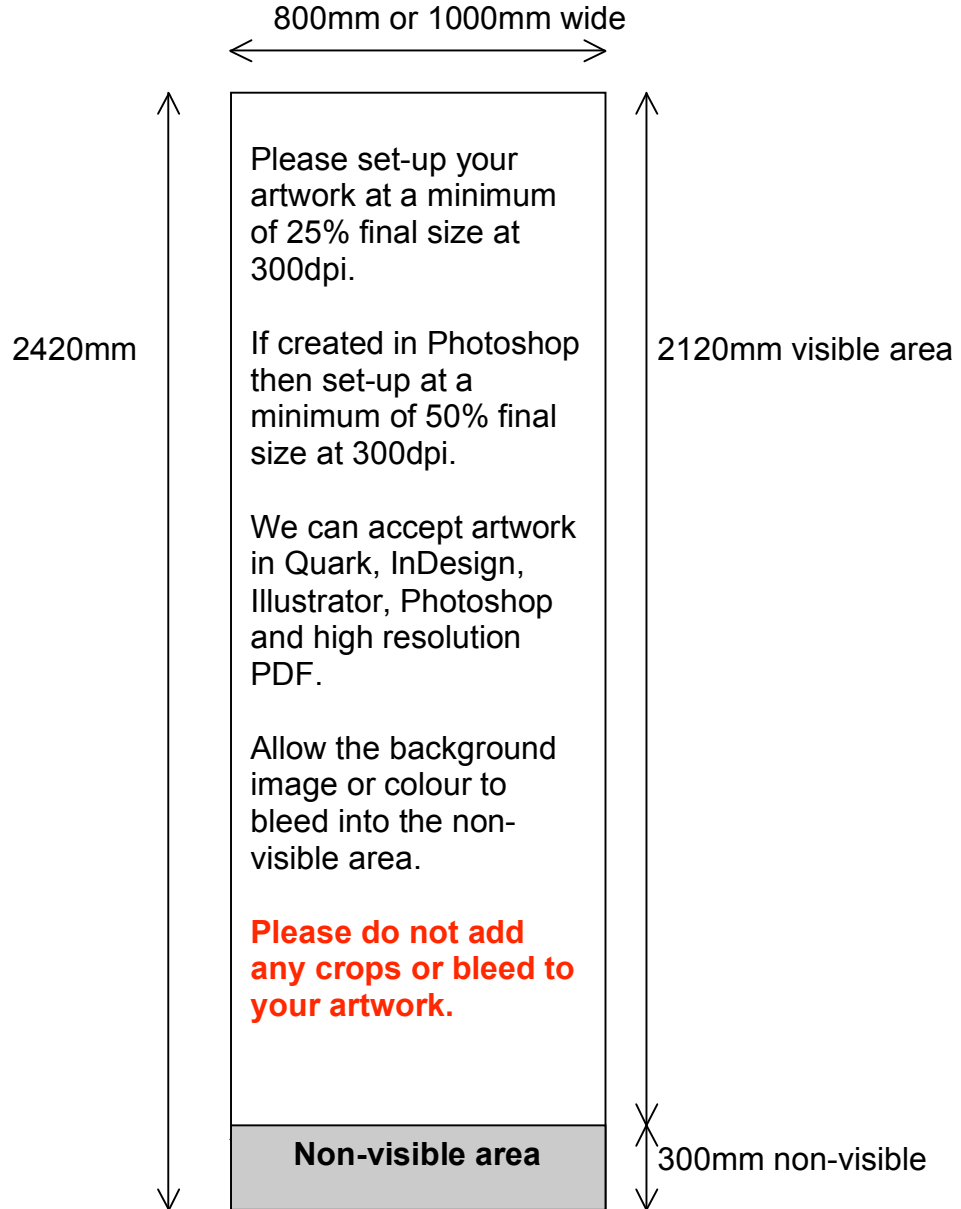 800mm or 1000mm wide
Please set-up your
artwork at a minimum
of 25% final size at
300dpi.
2420mm
If created in Photoshop
then set-up at a
minimum of 50% final
size at 300dpi.
2120mm visible area
We can accept artwork
in Quark, InDesign,
Illustrator, Photoshop
and high resolution
PDF.
Allow the background
image or colour to
bleed into the non-
visible area.
Please do not add
any crops or bleed to
your artwork.
Non-visible area
300mm non-visible